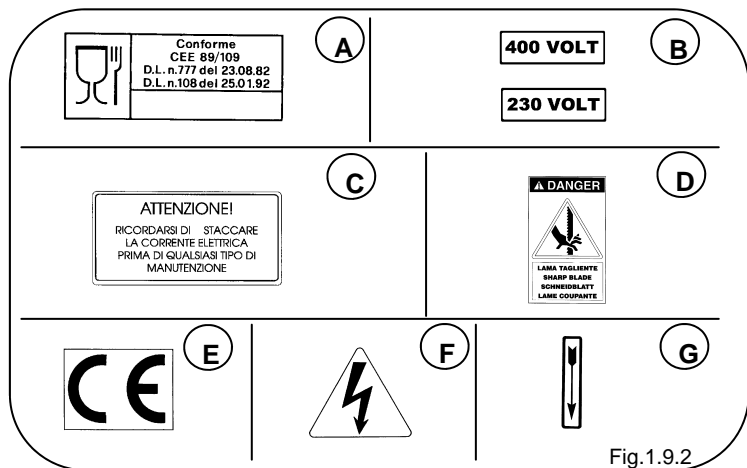 Conforme
CEE 89/109
D.L. n.777 del 23.08.82
D.L. n.108 del 25.01.92
A
400 VOLT
230 VOLT
B
ATTENZIONE!
RICORDARSI DI STACCARE
LA CORRENTE ELETTRICA
PRIMA DI QUALSIASI TIPO DI
MANUTENZIONE
C
DANGER
LAMA TAGLIENTE
SHARP BLADE
SCHNEIDBLATT
LAME COUPANTE
D
CE
E
F
G
Fig.1.9.2